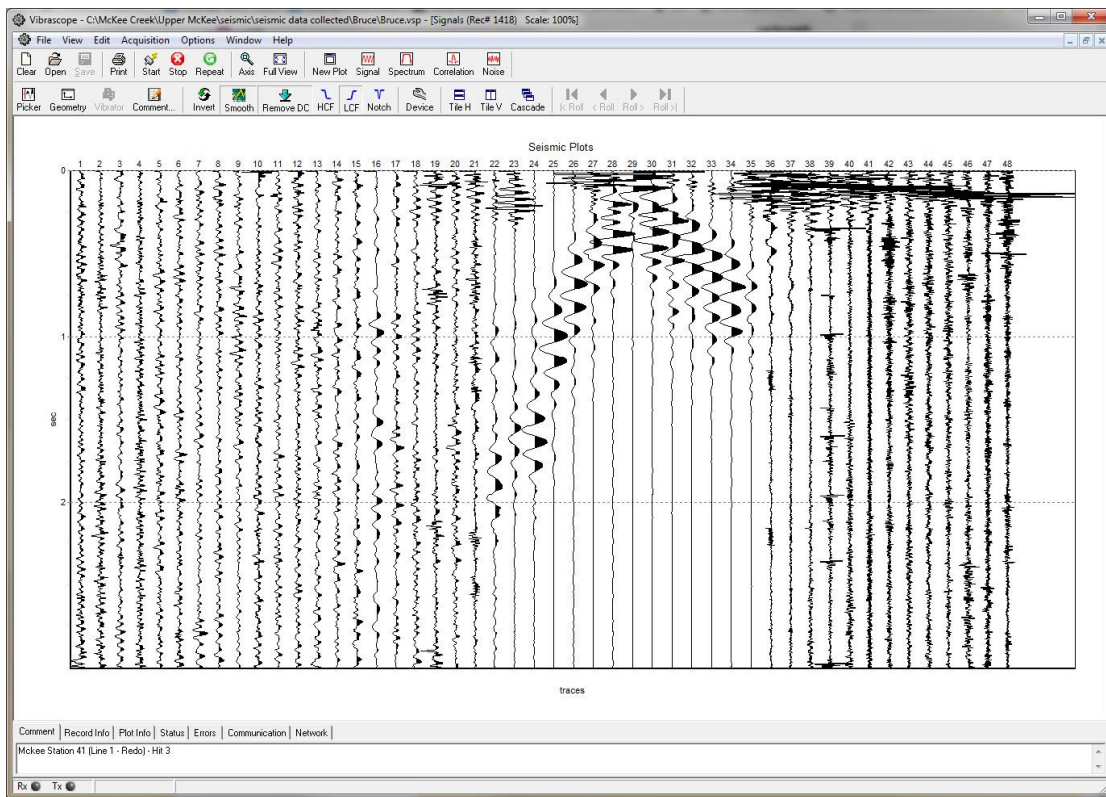 Vibrascope - C:\McKee Creek\Upper McKee\seismic\seismic data collected\Bruce\Bruce.vsp - [Signals (Rec# 1418) Scale: 100%]
File View Edit Acquisition Options Window Help
Clear Open Save Print Start Stop Repeat Axis Full View New Plot Signal Spectrum Correlation Noise
Picker Geometry Vibrator Comment... Invert Smooth Remove DC HCF LCF Notch Device Tile H Tile V Cascade |< Roll < Roll Roll > Roll >|
Seismic Plots
1 2 3 4 5 6 7 8 9 10 11 12 13 14 15 16 17 18 19 20 21 22 23 24 25 26 27 28 29 30 31 32 33 34 35 36 37 38 39 40 41 42 43 44 45 46 47 48
0
1
sec
2
traces
Comment Record Info Plot Info Status Errors Communication Network
Mckee Station 41 (Line 1 - Redo) - Hit 3
Rx Tx